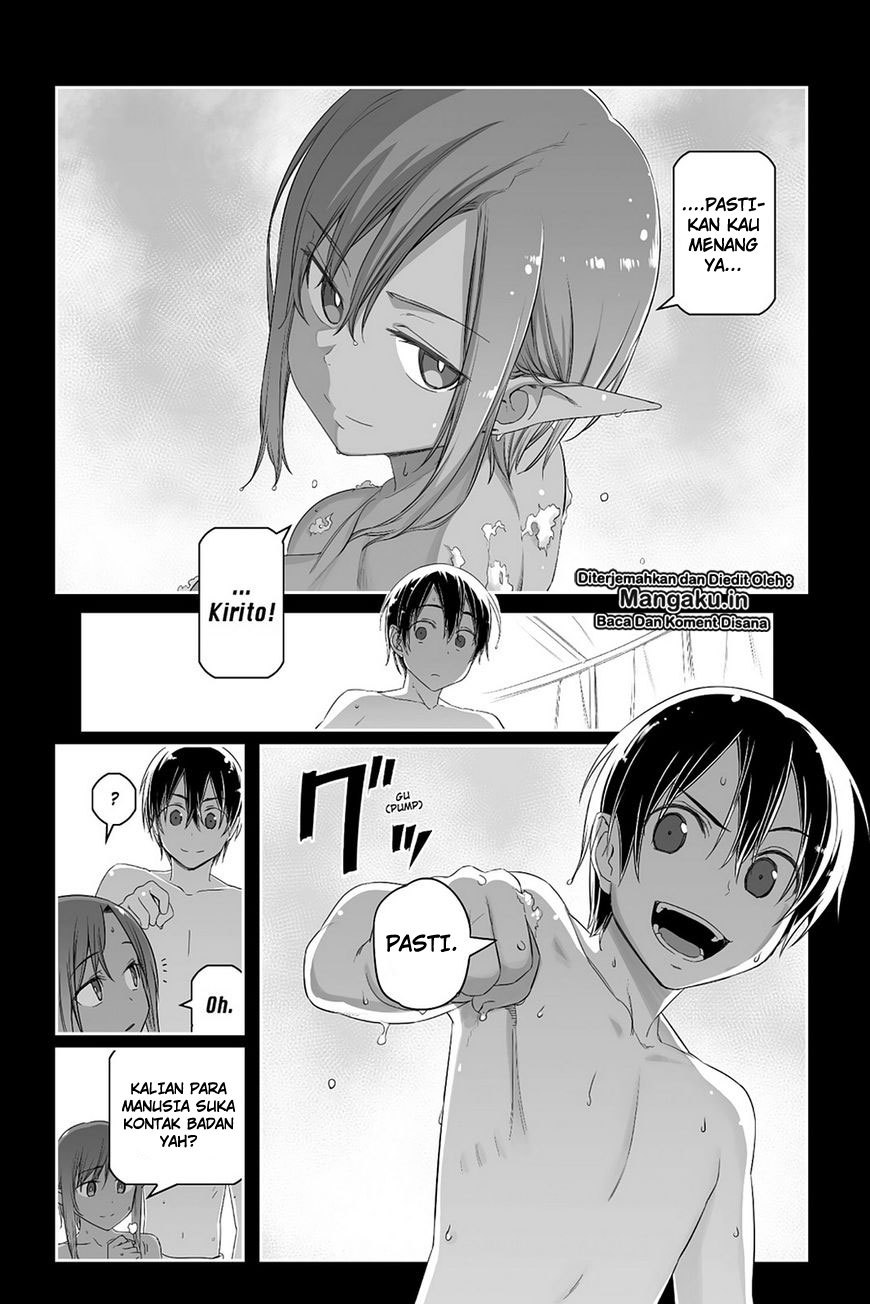 ....PASTI-
KAN KAU
MENANG
YA...
...
Kirito!
Diterjemahkan dan Diedit Oleh :
Mangaku.in
Baca Dan Koment Disana
?
Oh.
グッ
GU
(PUMP)
PASTI.
KALIAN PARA
MANUSIA SUKA
KONTAK BADAN
YAH?